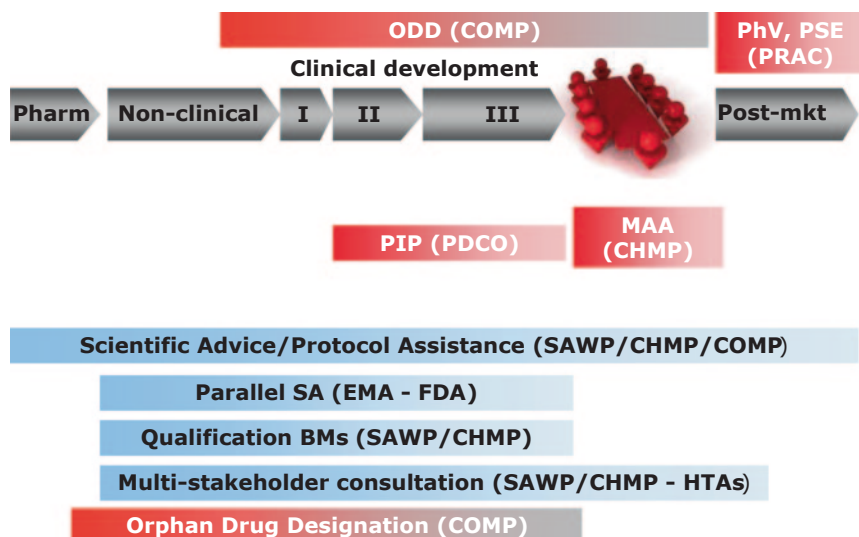 ODD (COMP)
PhV, PSE
(PRAC)
Clinical development
Pharm
Non-clinical
I
II
III
Post-mkt
PIP (PDCO)
MAA
(CHMP)
Scientific Advice/Protocol Assistance (SAWP/CHMP/COMP)
Parallel SA (EMA - FDA)
Qualification BMs (SAWP/CHMP)
Multi-stakeholder consultation (SAWP/CHMP - HTAs)
Orphan Drug Designation (COMP)